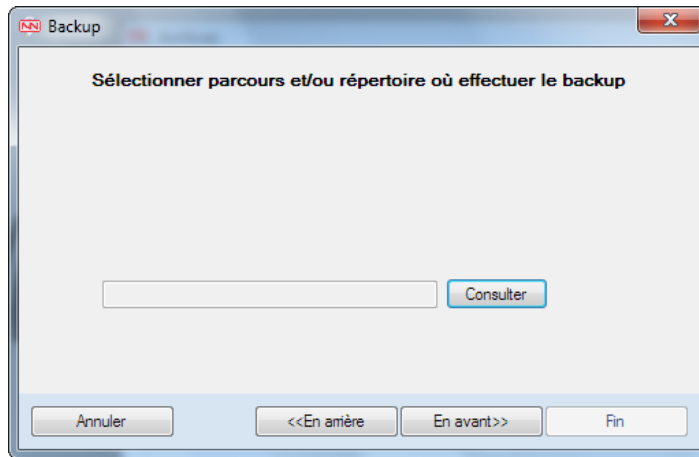 Backup
Sélectionner parcours et/ou répertoire où effectuer le backup
Consulter
Annuler
<<En arrière
En avant>>
Fin